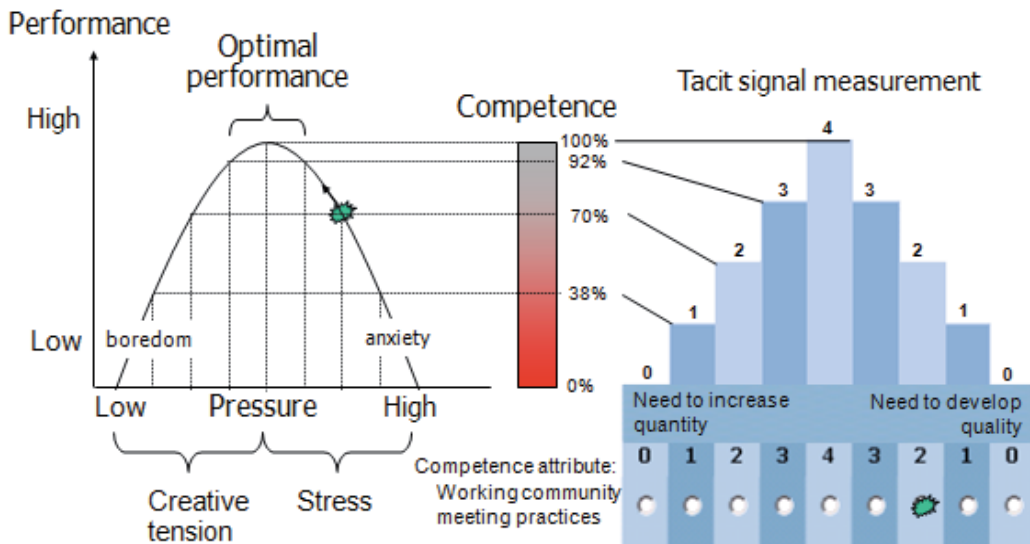 Performance
High
Low
Optimal
performance
boredom
anxiety
Low
Pressure
High
Creative
tension
Stress
Competence
100%
92%
70%
38%
0%
Tacit signal measurement
0
1
2
3
4
3
2
1
0
Need to increase
quantity
Need to develop
quality
Competence attribute:
Working community
meeting practices
0 1 2 3 4 3 2 1 0